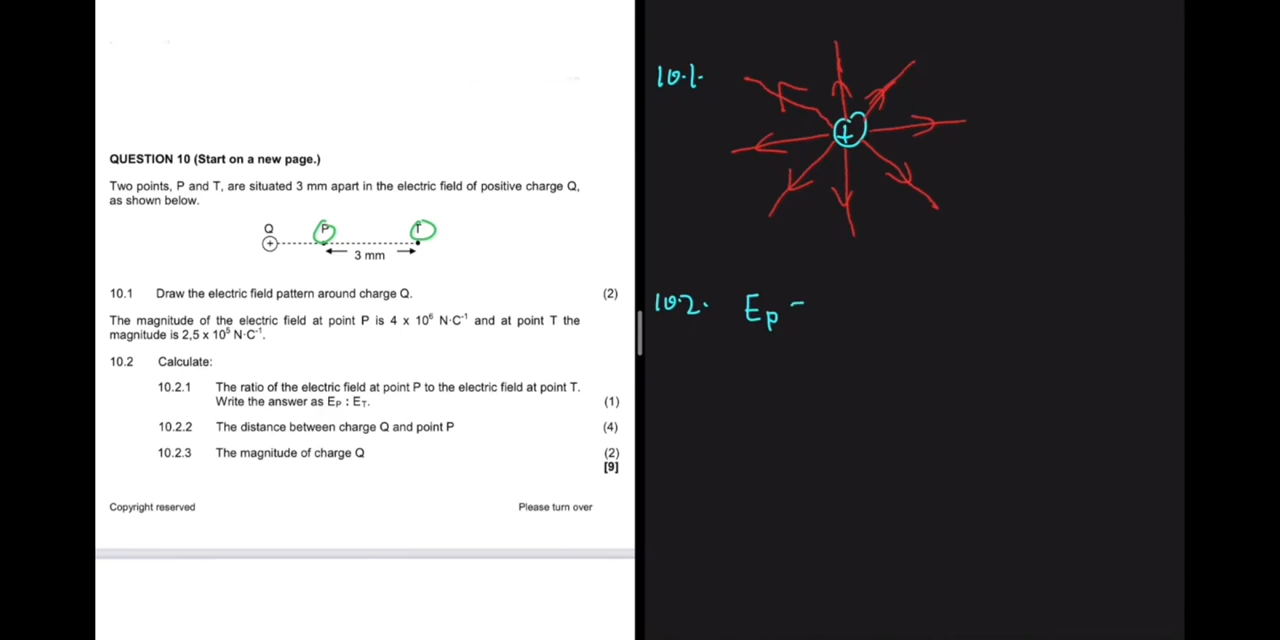 QUESTION 10 (Start on a new page.)
Two points, P and T, are situated 3 mm apart in the electric field of positive charge Q,
as shown below.
Q P T
+
3 mm
10.1 Draw the electric field pattern around charge Q. (2)
The magnitude of the electric field at point P is 4 x 10⁶ N·C⁻¹ and at point T the
magnitude is 2,5 x 10⁵ N·C⁻¹.
10.2 Calculate:
10.2.1 The ratio of the electric field at point P to the electric field at point T.
Write the answer as EP : ET. (1)
10.2.2 The distance between charge Q and point P (4)
10.2.3 The magnitude of charge Q (2)
[9]
Copyright reserved Please turn over
10.1.
+
10.2. Ep -